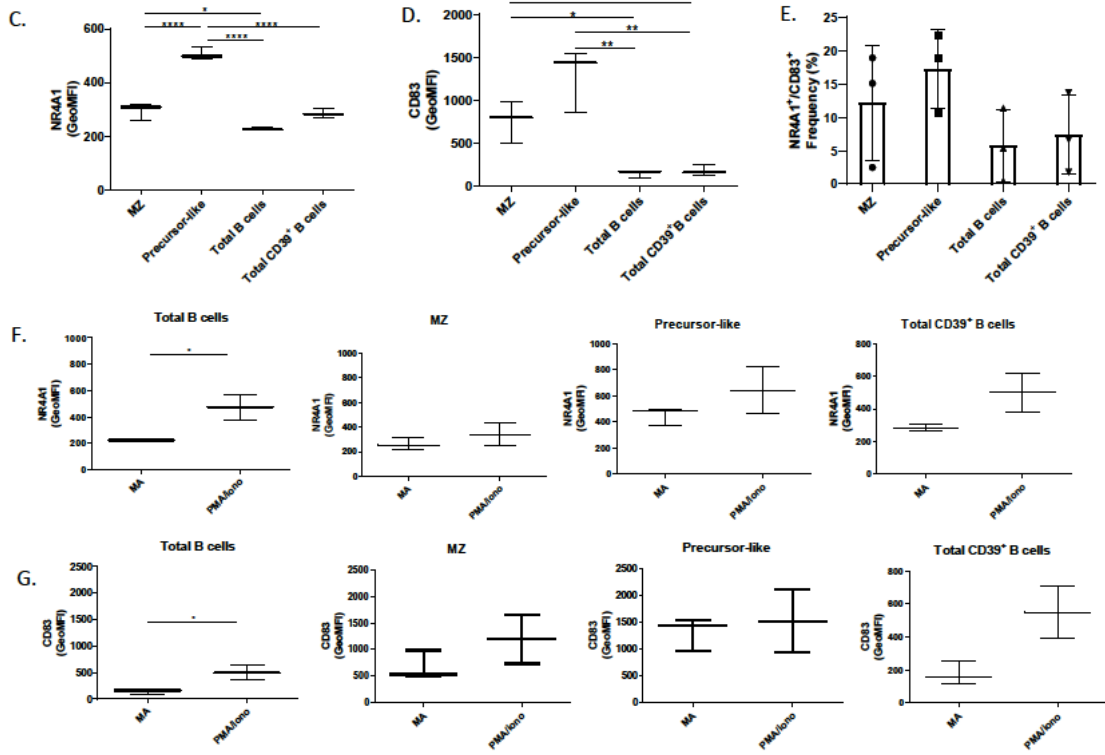 C.
*
****
****
****
NR4A1
(GeoMFI)
600
400
200
0
MZ
Precursor-like
Total B cells
Total CD39⁺ B cells
D.
*
**
**
CD83
(GeoMFI)
2000
1500
1000
500
0
MZ
Precursor-like
Total B cells
Total CD39⁺B cells
E.
NR4A1⁺/CD83⁺
Frequency (%)
25
20
15
10
5
0
MZ
Precursor-like
Total B cells
Total CD39⁺ B cells
F.
Total B cells
NR4A1
(GeoMFI)
1000
800
600
400
200
0
*
MA
PMA/iono
MZ
NR4A1
(GeoMFI)
1000
800
600
400
200
0
MA
PMA/iono
Precursor-like
NR4A1
(GeoMFI)
1000
800
600
400
200
0
MA
PMA/iono
Total CD39⁺ B cells
NR4A1
(GeoMFI)
800
600
400
200
0
MA
PMA/iono
G.
Total B cells
CD83
(GeoMFI)
2500
2000
1500
1000
500
0
*
MA
PMA/iono
MZ
CD83
(GeoMFI)
2500
2000
1500
1000
500
0
MA
PMA/iono
Precursor-like
CD83
(GeoMFI)
2500
2000
1500
1000
500
0
MA
PMA/iono
Total CD39⁺ B cells
CD83
(GeoMFI)
800
600
400
200
0
MA
PMA/iono